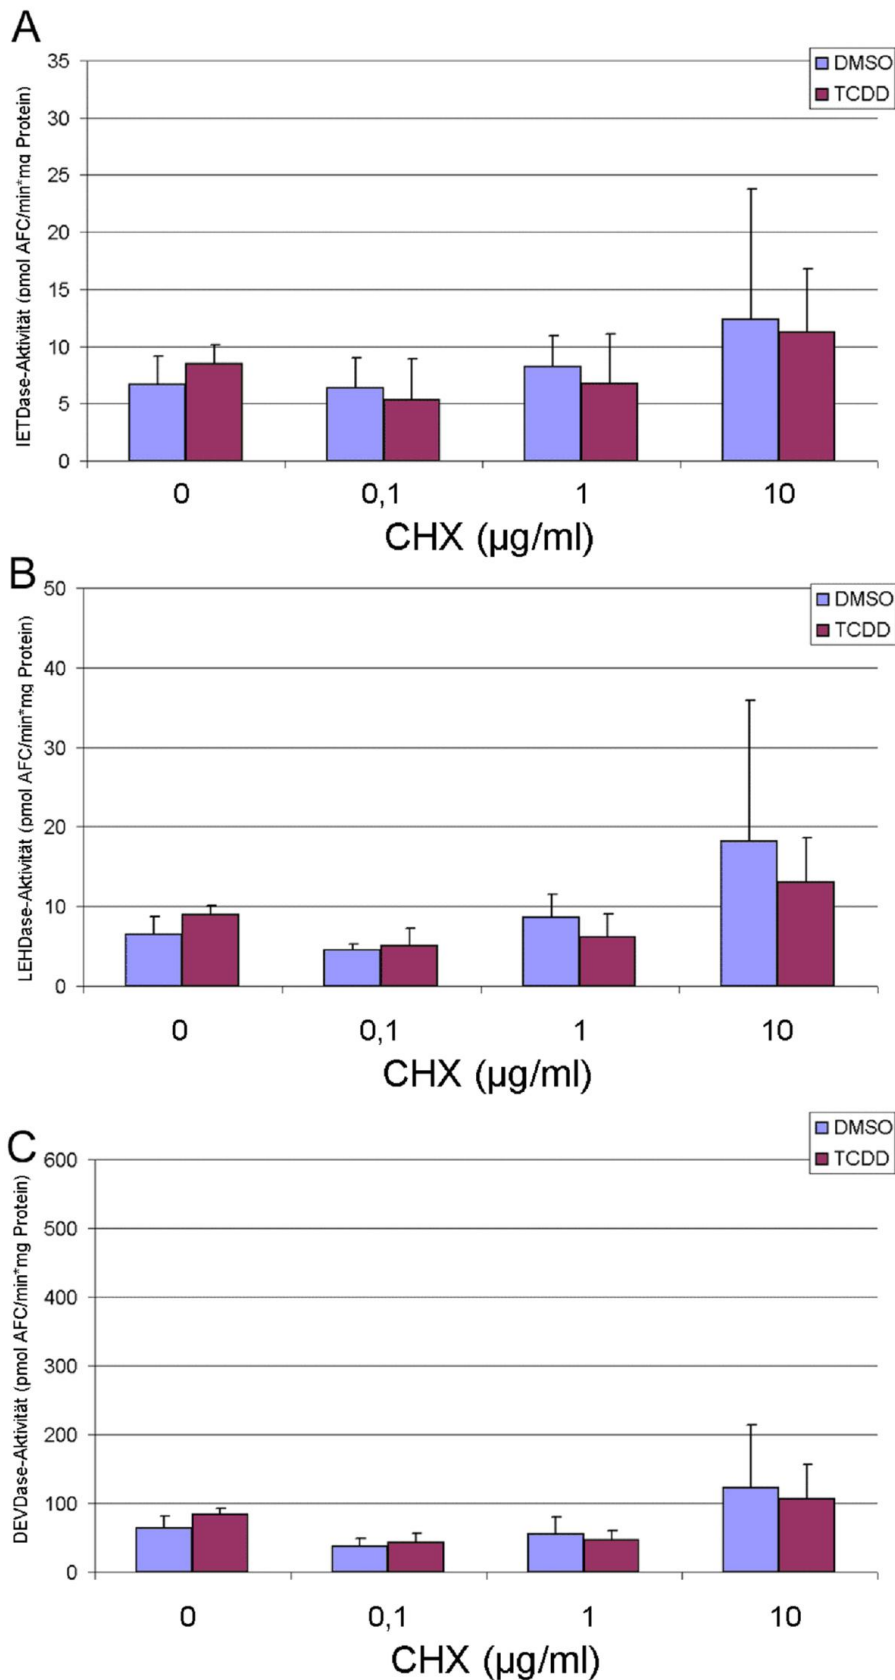 A
IETDase-Aktivität (pmol AFC/min*mg Protein)
35
30
25
20
15
10
5
0
DMSO
TCDD
0 0,1 1 10
CHX (µg/ml)
B
LEHDase-Aktivität (pmol AFC/min*mg Protein)
50
40
30
20
10
0
DMSO
TCDD
0 0,1 1 10
CHX (µg/ml)
C
DEVDase-Aktivität (pmol AFC/min*mg Protein)
600
500
400
300
200
100
0
DMSO
TCDD
0 0,1 1 10
CHX (µg/ml)